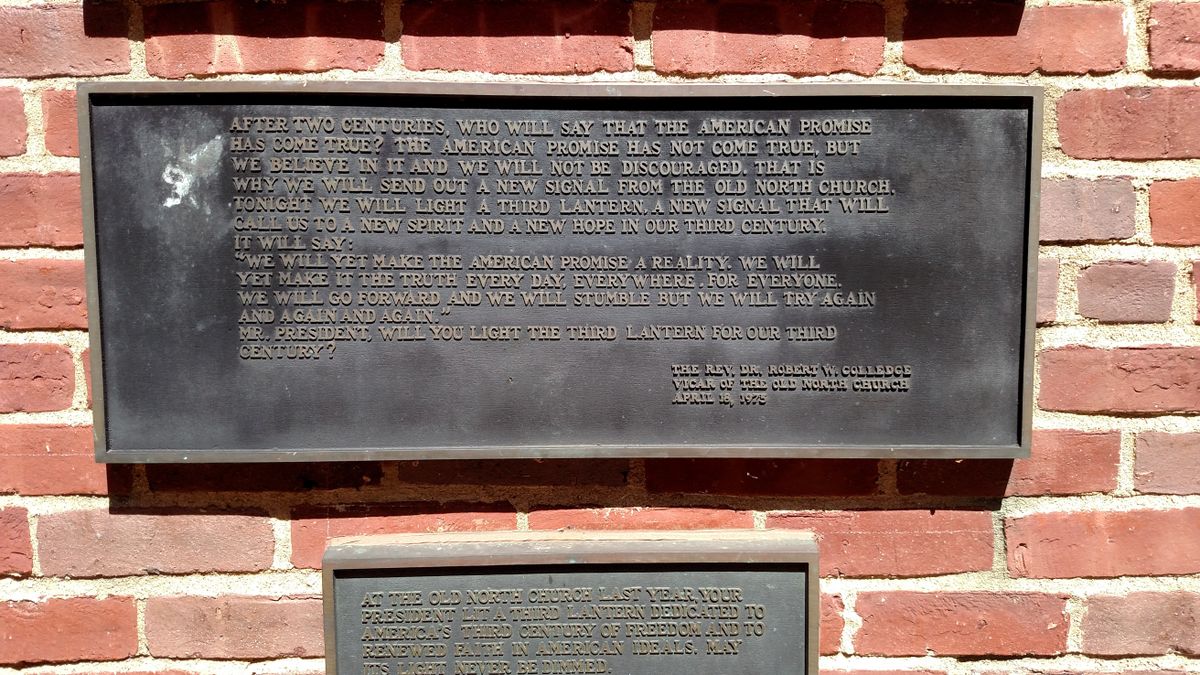 AFTER TWO CENTURIES, WHO WILL SAY THAT THE AMERICAN PROMISE
HAS COME TRUE? THE AMERICAN PROMISE HAS NOT COME TRUE, BUT
WE BELIEVE IN IT AND WE WILL NOT BE DISCOURAGED. THAT IS
WHY WE WILL SEND OUT A NEW SIGNAL FROM THE OLD NORTH CHURCH.
TONIGHT WE WILL LIGHT A THIRD LANTERN, A NEW SIGNAL THAT WILL
CALL US TO A NEW SPIRIT AND A NEW HOPE IN OUR THIRD CENTURY.
IT WILL SAY:
"WE WILL YET MAKE THE AMERICAN PROMISE A REALITY. WE WILL
YET MAKE IT THE TRUTH EVERY DAY, EVERYWHERE, FOR EVERYONE.
WE WILL GO FORWARD AND WE WILL STUMBLE BUT WE WILL TRY AGAIN
AND AGAIN AND AGAIN."
MR. PRESIDENT, WILL YOU LIGHT THE THIRD LANTERN FOR OUR THIRD
CENTURY?
THE REV. DR. ROBERT W. GOLLEDGE
VICAR OF THE OLD NORTH CHURCH
APRIL 18, 1975
AT THE OLD NORTH CHURCH LAST YEAR, YOUR
PRESIDENT LIT A THIRD LANTERN DEDICATED TO
AMERICA'S THIRD CENTURY OF FREEDOM AND TO
RENEWED FAITH IN AMERICAN IDEALS. MAY
ITS LIGHT NEVER BE DIMMED.